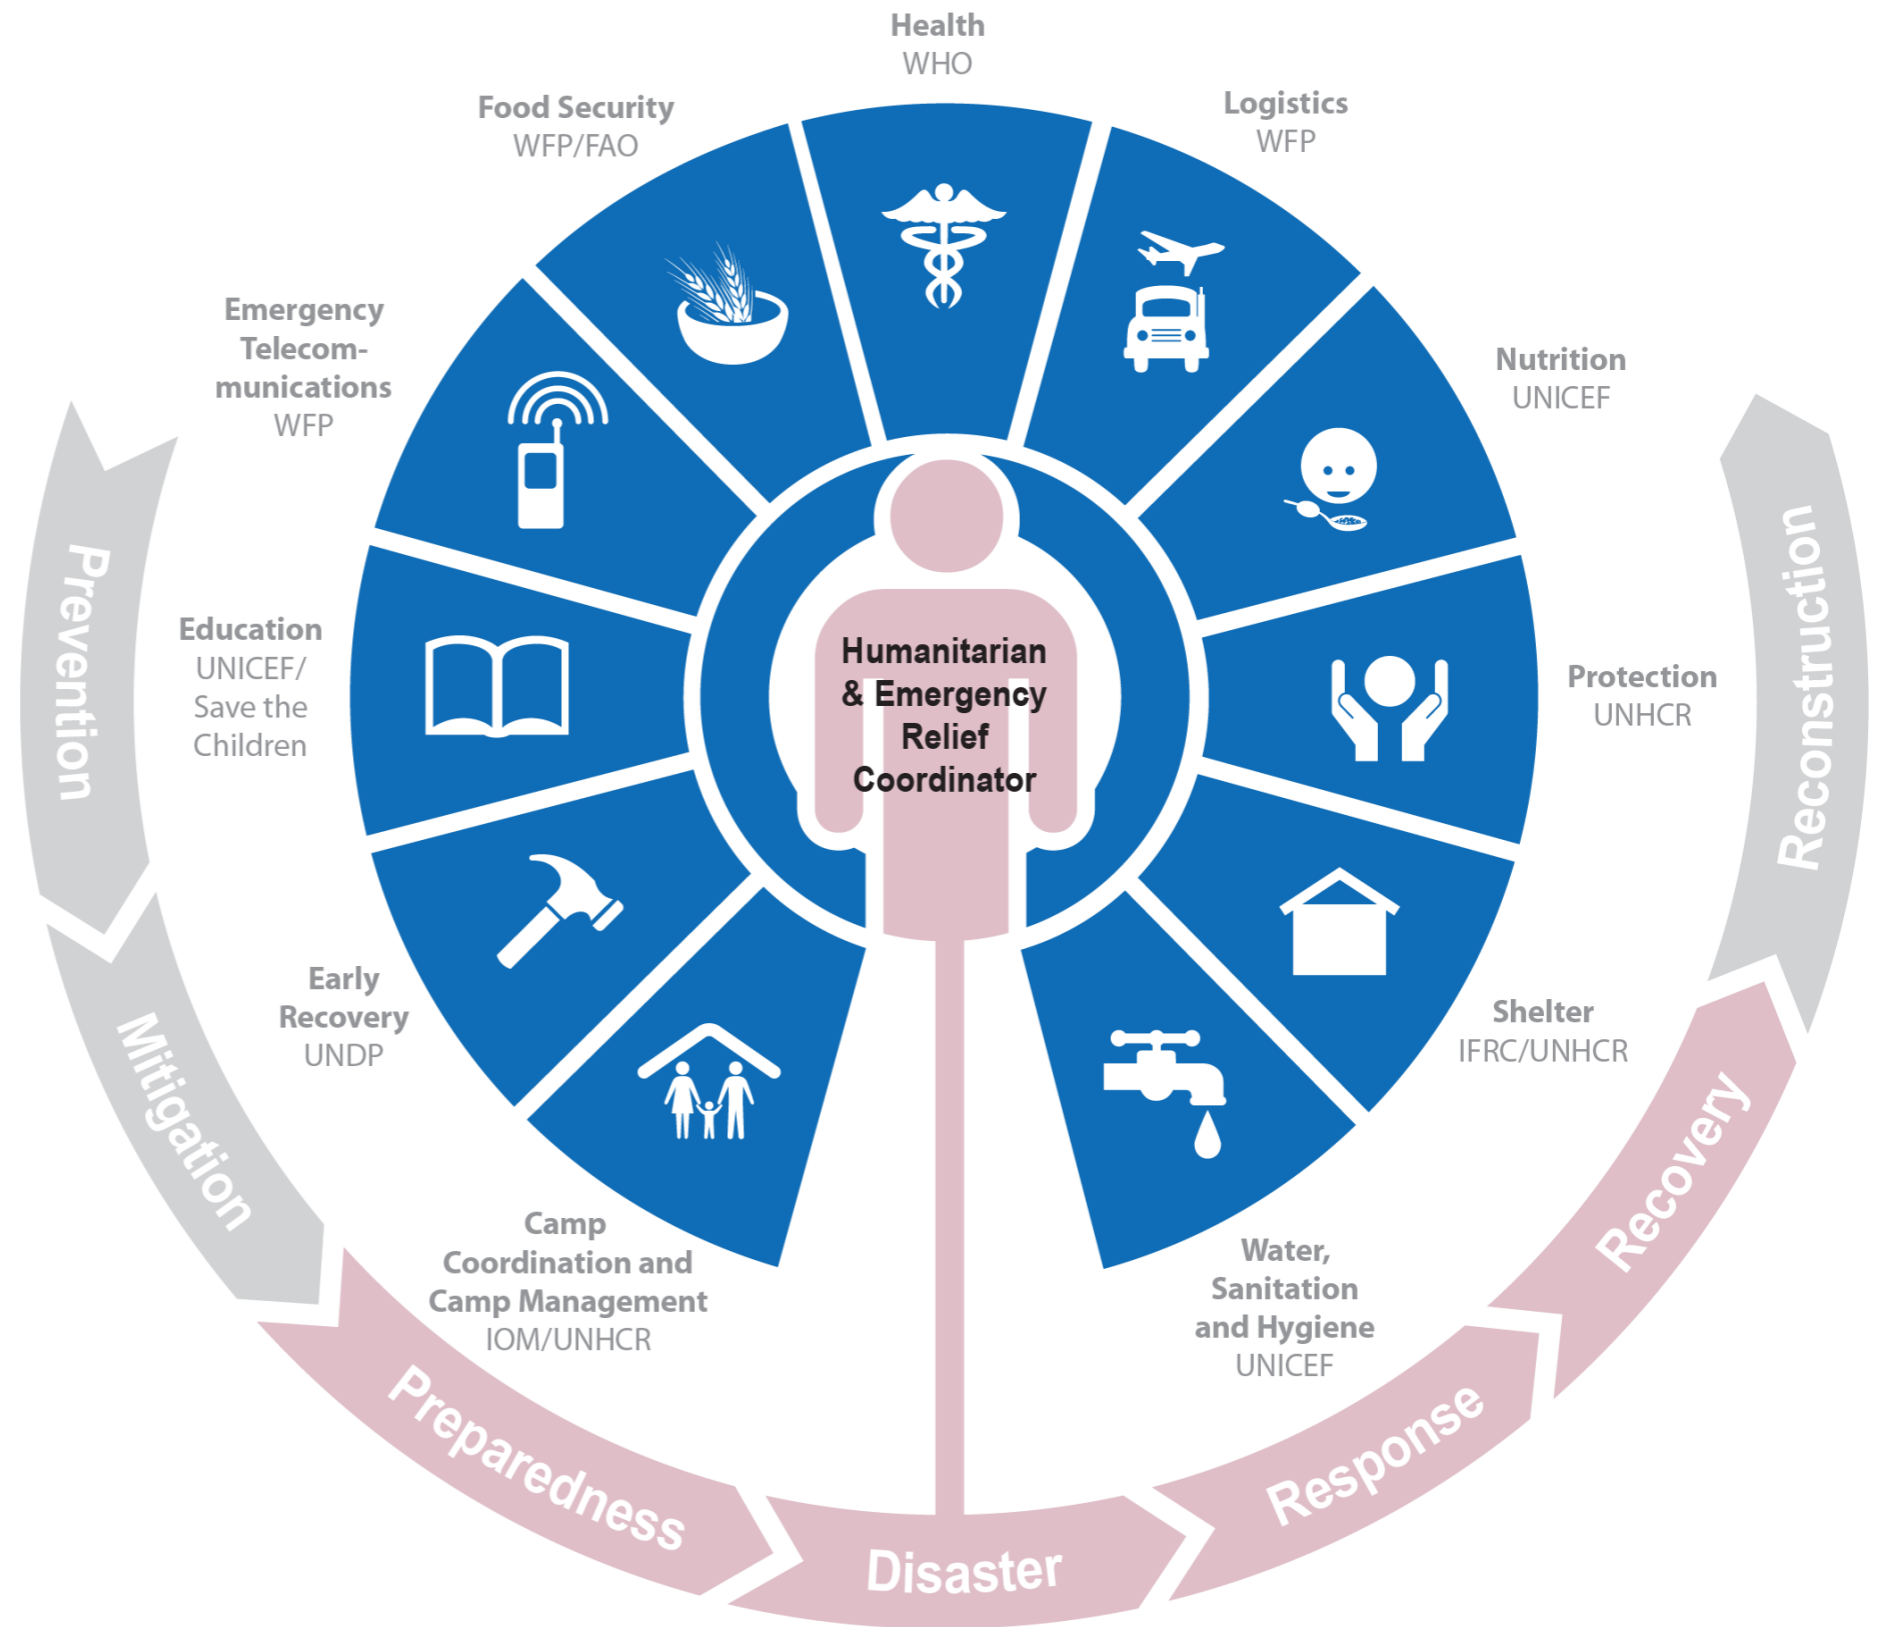 Health
WHO
Food Security
WFP/FAO
Logistics
WFP
Emergency
Telecom-
munications
WFP
Nutrition
UNICEF
Education
UNICEF/
Save the
Children
Humanitarian
& Emergency
Relief
Coordinator
Protection
UNHCR
Early
Recovery
UNDP
Shelter
IFRC/UNHCR
Camp
Coordination and
Camp Management
IOM/UNHCR
Water,
Sanitation
and Hygiene
UNICEF
Prevention
Mitigation
Preparedness
Disaster
Response
Recovery
Reconstruction